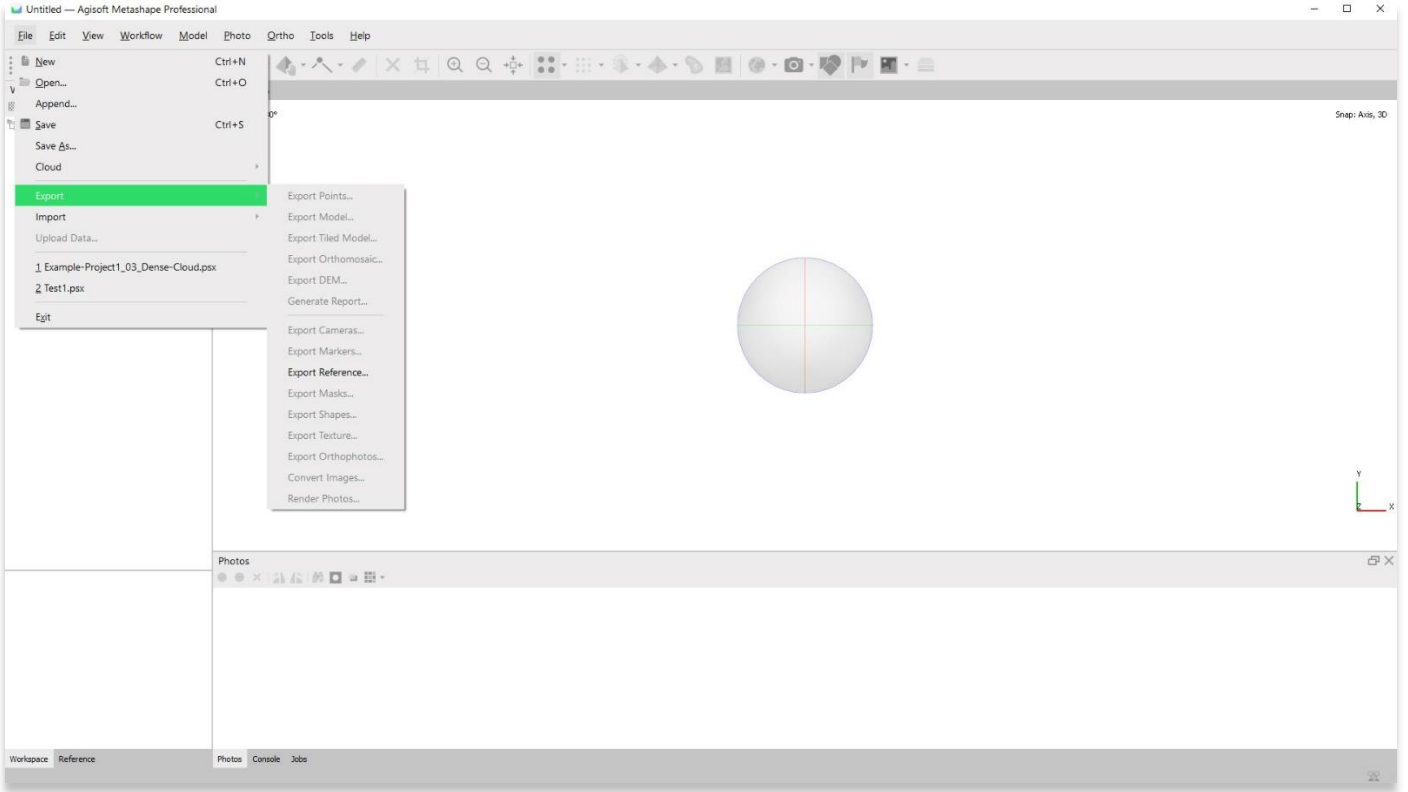 Untitled — Agisoft Metashape Professional
File Edit View Workflow Model Photo Ortho Tools Help
New Ctrl+N
Open... Ctrl+O
Append...
Save Ctrl+S
Save As...
Cloud
Export
Import
Upload Data...
1 Example-Project1_03_Dense-Cloud.psx
2 Test1.psx
Exit
Export Points...
Export Model...
Export Tiled Model...
Export Orthomosaic...
Export DEM...
Generate Report...
Export Cameras...
Export Markers...
Export Reference...
Export Masks...
Export Shapes...
Export Texture...
Export Orthophotos...
Convert Images...
Render Photos...
Snap: Axis, 3D
Y
Z X
Photos
Workspace Reference
Photos Console Jobs